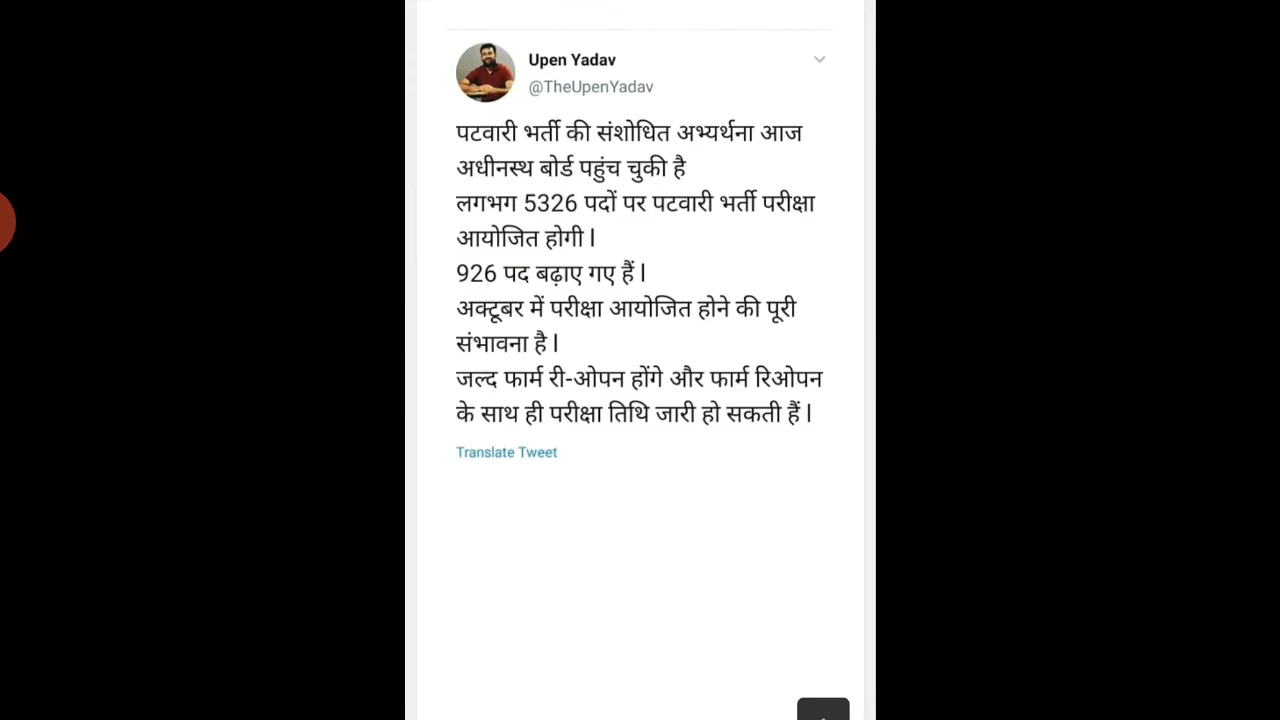 Upen Yadav
@TheUpenYadav
पटवारी भर्ती की संशोधित अभ्यर्थना आज
अधीनस्थ बोर्ड पहुंच चुकी है
लगभग 5326 पदों पर पटवारी भर्ती परीक्षा
आयोजित होगी l
926 पद बढ़ाए गए हैं l
अक्टूबर में परीक्षा आयोजित होने की पूरी
संभावना है l
जल्द फार्म री-ओपन होंगे और फार्म रिओपन
के साथ ही परीक्षा तिथि जारी हो सकती हैं l
Translate Tweet